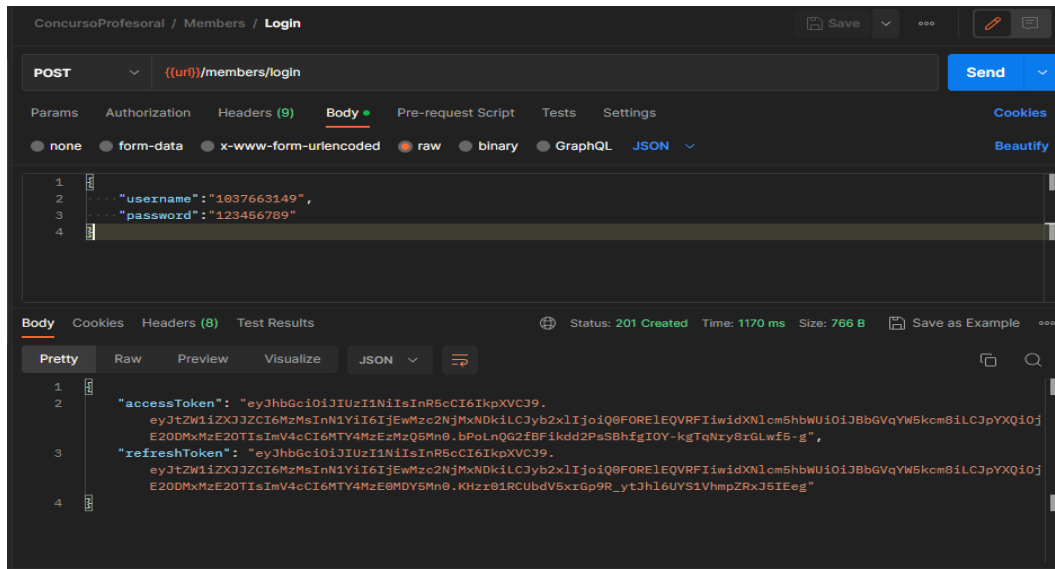 ConcursoProfesoral / Members / Login
Save
POST
{{url}}/members/login
Send
Params Authorization Headers (9) Body Pre-request Script Tests Settings Cookies
none form-data x-www-form-urlencoded raw binary GraphQL JSON Beautify
1 {
2 "username":"1037663149",
3 "password":"123456789"
4 }
Body Cookies Headers (8) Test Results Status: 201 Created Time: 1170 ms Size: 766 B Save as Example
Pretty Raw Preview Visualize JSON
1 {
2 "accessToken": "eyJhbGciOiJIUzI1NiIsInR5cCI6IkpXVCJ9.
eyJtZW1iZXJJZCI6MzMsInN1YiI6IjEwMzc2NjMxNDkiLCJyb2xlIjoiQ0FORElEQVRFIiwidXNlcm5hbWUiOiJBbGVqYW5kcm8iLCJpYXQiOj
E2ODMxMzE2OTIsImV4cCI6MTY4MzEzMzQ5Mn0.bPoLnQG2fBFikdd2PsSBhfgIOY-kgTqNry8rGLwf5-g",
3 "refreshToken": "eyJhbGciOiJIUzI1NiIsInR5cCI6IkpXVCJ9.
eyJtZW1iZXJJZCI6MzMsInN1YiI6IjEwMzc2NjMxNDkiLCJyb2xlIjoiQ0FORElEQVRFIiwidXNlcm5hbWUiOiJBbGVqYW5kcm8iLCJpYXQiOj
E2ODMxMzE2OTIsImV4cCI6MTY4MzE0MDY5Mn0.KHzr01RCUbdV5xrGp9R_ytJhl6UYS1VhmpZRxJ5IEeg"
4 }